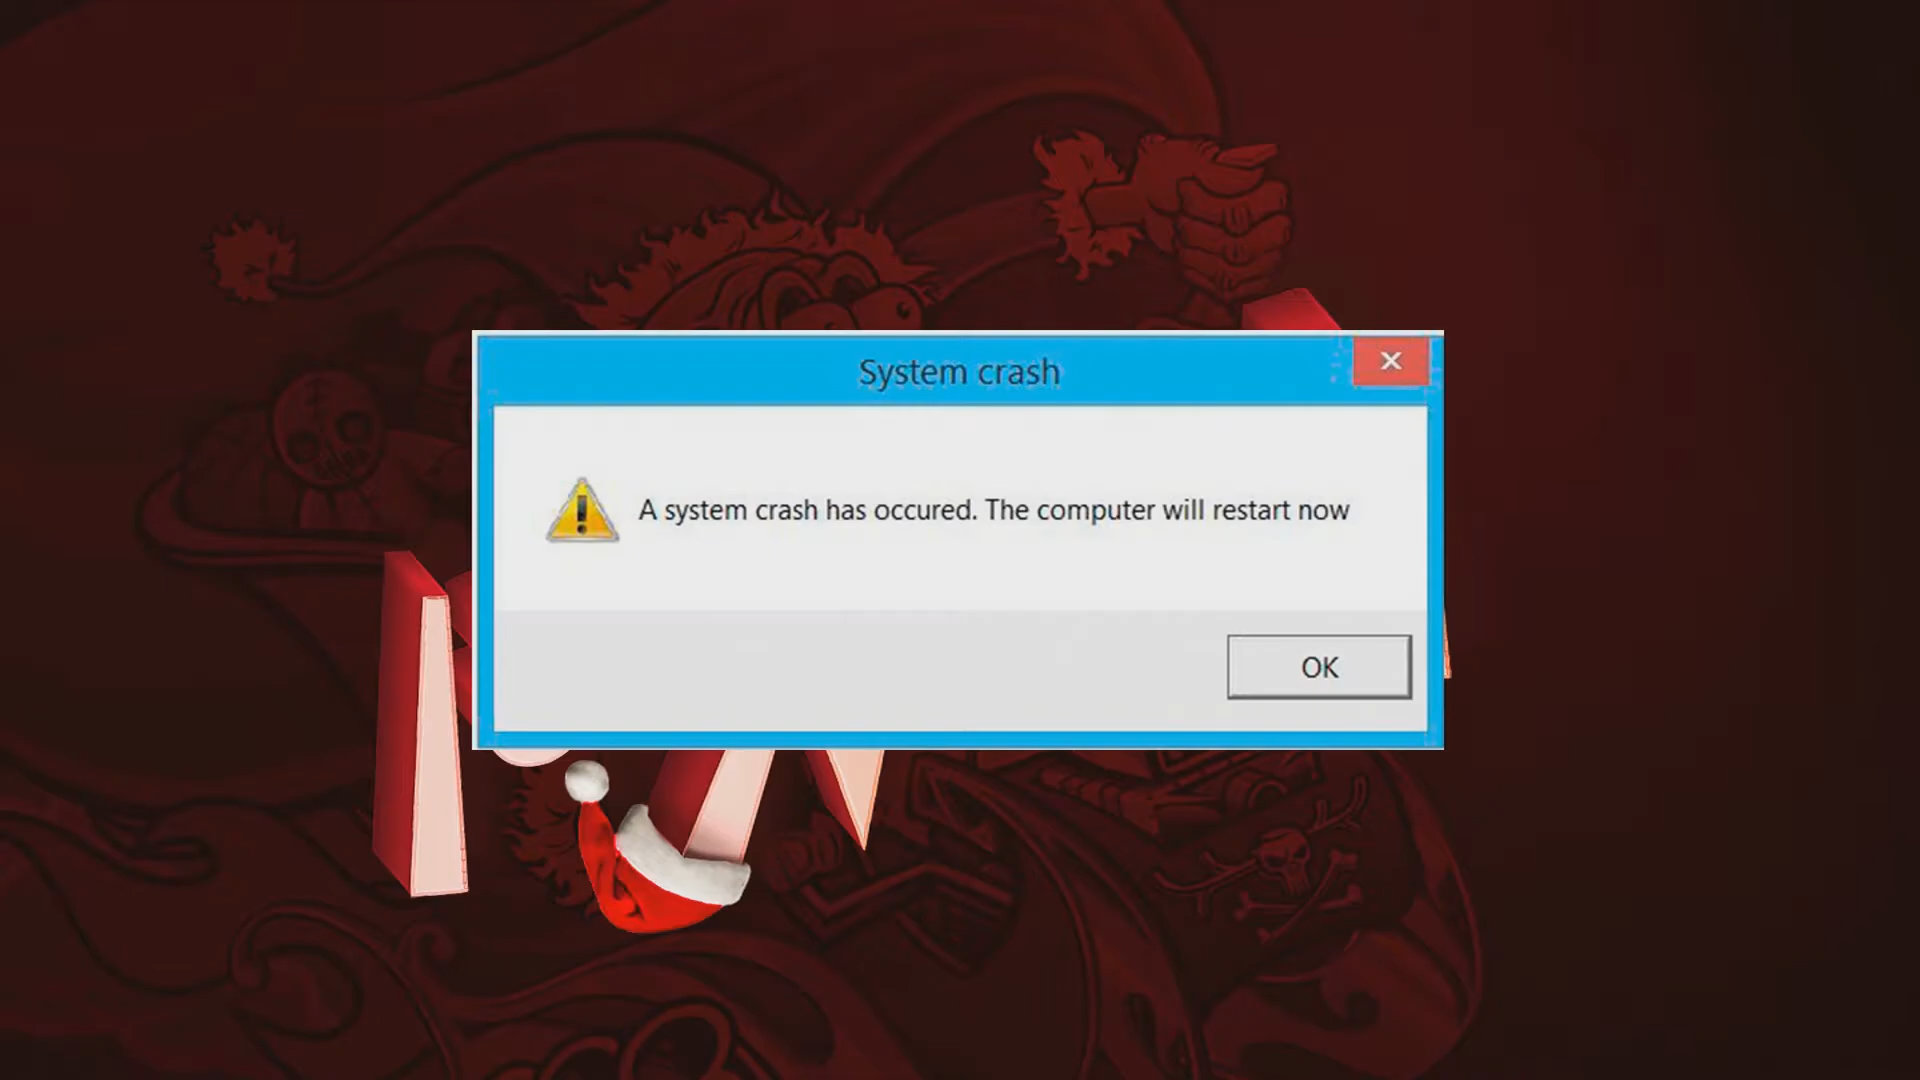 System crash
A system crash has occured. The computer will restart now
OK